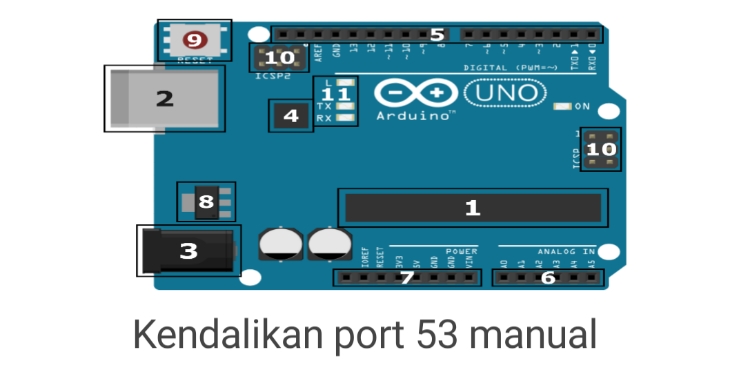 9
RESET
10
ICSP2
5
AREF
GND
13
12
~11
~10
~9
8
7
~6
~5
4
~3
2
TXD▶1
RXD◀0
DIGITAL (PWM=~)
2
4
L
11
TX
RX
UNO
Arduino™
ON
1
ICSP
10
8
1
3
POWER
ANALOG IN
IOREF
RESET
3V3
5V
GND
GND
VIN
A0
A1
A2
A3
A4
A5
7
6
Kendalikan port 53 manual